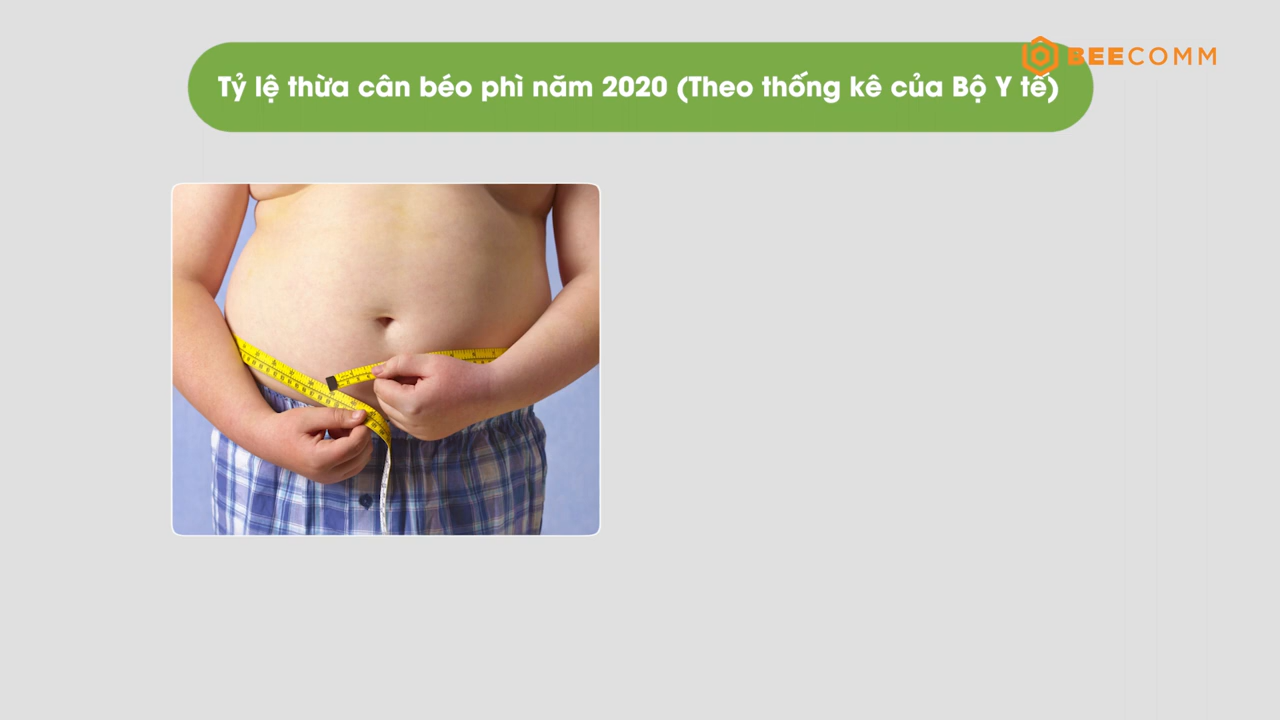 Tỷ lệ thừa cân béo phì năm 2020 (Theo thống kê của Bộ Y tế)
BEECOMM